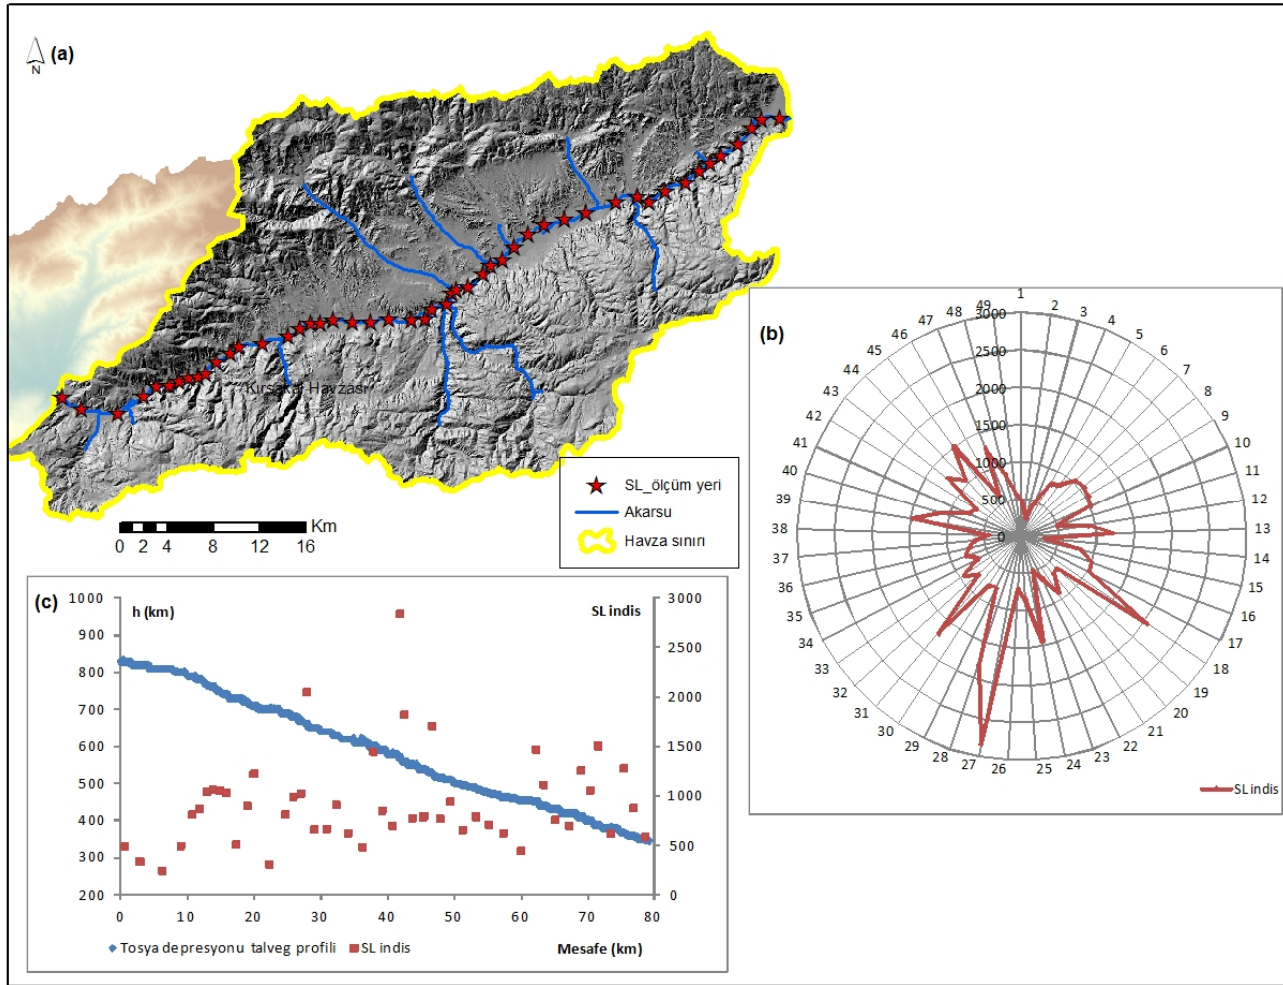 (a)
N
Kırsakal Havzası
SL_ölçüm yeri
Akarsu
Havza sınırı
Km
0 2 4 8 12 16
(b)
1 2 3 4 5 6 7 8 9 10 11 12 13 14 15 16 17 18 19 20 21 22 23 24 25 26 27 28 29 30 31 32 33 34 35 36 37 38 39 40 41 42 43 44 45 46 47 48 49
3000
2500
2000
1500
1000
500
0
SL indis
(c)
h (km)
SL indis
1000
900
800
700
600
500
400
300
200
3000
2500
2000
1500
1000
500
0
0 10 20 30 40 50 60 70 80
Tosya depresyonu talveg profili
SL indis
Mesafe (km)